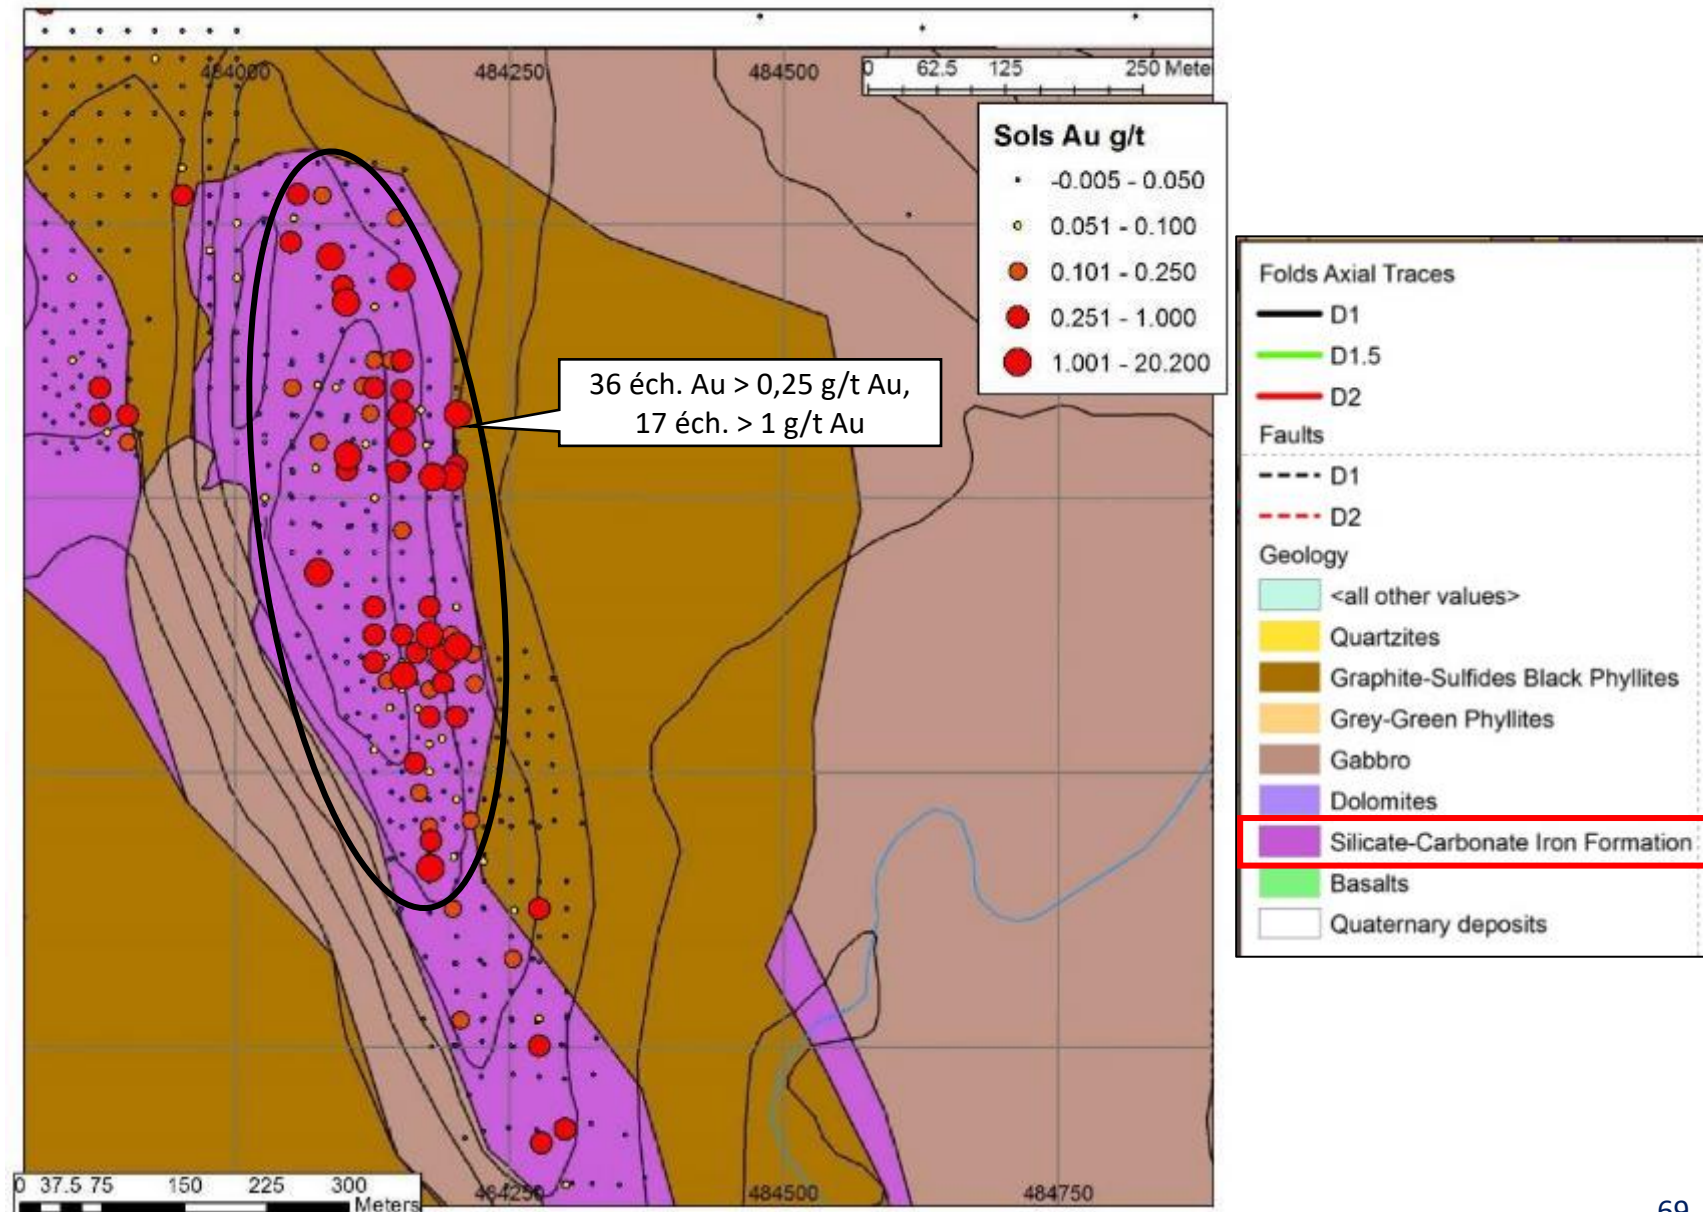 484000
484250
484500
0 62.5 125 250 Mete
Sols Au g/t
-0.005 - 0.050
0.051 - 0.100
0.101 - 0.250
0.251 - 1.000
1.001 - 20.200
36 éch. Au > 0,25 g/t Au,
17 éch. > 1 g/t Au
Folds Axial Traces
D1
D1.5
D2
Faults
D1
D2
Geology
<all other values>
Quartzites
Graphite-Sulfides Black Phyllites
Grey-Green Phyllites
Gabbro
Dolomites
Silicate-Carbonate Iron Formation
Basalts
Quaternary deposits
0 37.5 75 150 225 300
Meters
484250
484500
484750
69